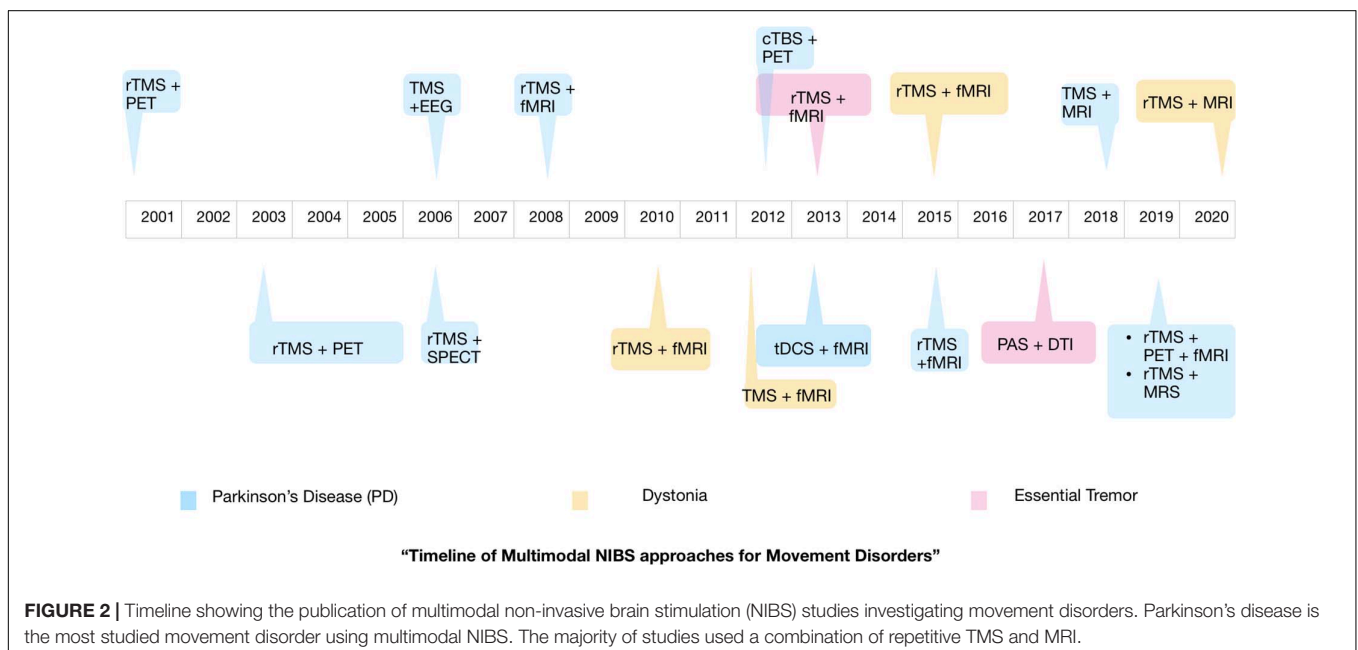 cTBS +
PET
rTMS +
PET
TMS
+EEG
rTMS +
fMRI
rTMS +
fMRI
rTMS + fMRI
TMS +
MRI
rTMS + MRI
2001 2002 2003 2004 2005 2006 2007 2008 2009 2010 2011 2012 2013 2014 2015 2016 2017 2018 2019 2020
rTMS + PET
rTMS +
SPECT
rTMS + fMRI
tDCS + fMRI
TMS + fMRI
rTMS
+fMRI
PAS + DTI
• rTMS +
PET + fMRI
• rTMS +
MRS
Parkinson's Disease (PD)
Dystonia
Essential Tremor
“Timeline of Multimodal NIBS approaches for Movement Disorders”
FIGURE 2 | Timeline showing the publication of multimodal non-invasive brain stimulation (NIBS) studies investigating movement disorders. Parkinson's disease is
the most studied movement disorder using multimodal NIBS. The majority of studies used a combination of repetitive TMS and MRI.